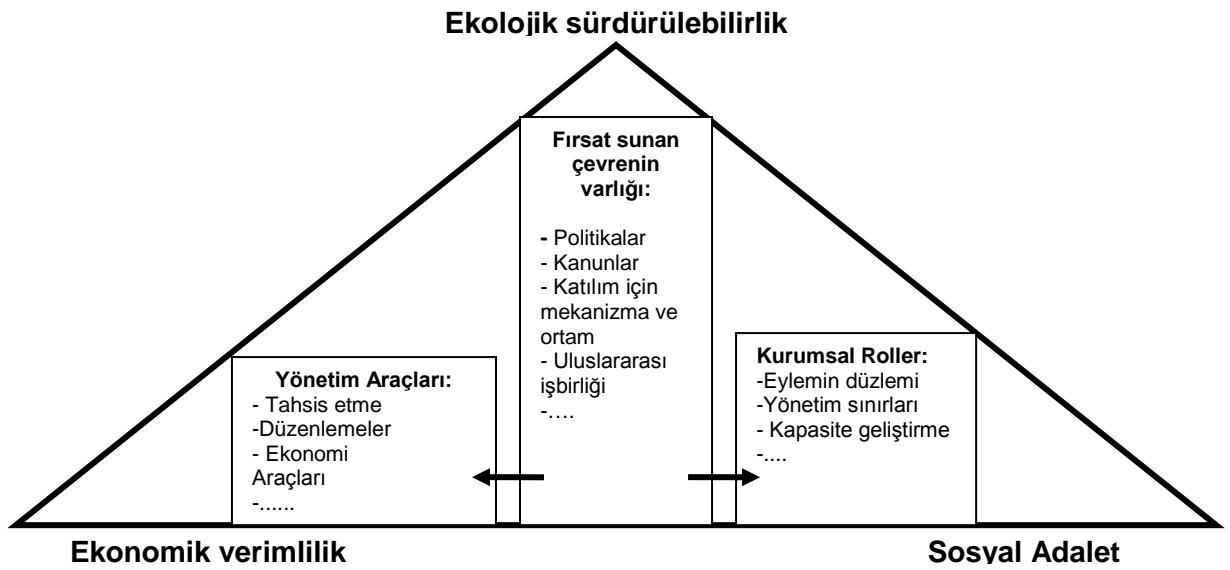 Ekolojik sürdürülebilirlik
Fırsat sunan
çevrenin
varlığı:
- Politikalar
- Kanunlar
- Katılım için
mekanizma ve
ortam
- Uluslararası
işbirliği
-….
Yönetim Araçları:
- Tahsis etme
-Düzenlemeler
- Ekonomi
Araçları
-......
Kurumsal Roller:
-Eylemin düzlemi
-Yönetim sınırları
- Kapasite geliştirme
-....
Ekonomik verimlilik
Sosyal Adalet